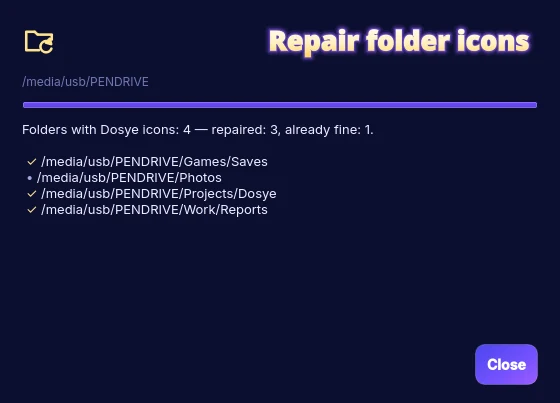 Repair folder icons
/media/usb/PENDRIVE
Folders with Dosye icons: 4 — repaired: 3, already fine: 1.
✓ /media/usb/PENDRIVE/Games/Saves
• /media/usb/PENDRIVE/Photos
✓ /media/usb/PENDRIVE/Projects/Dosye
✓ /media/usb/PENDRIVE/Work/Reports
Close